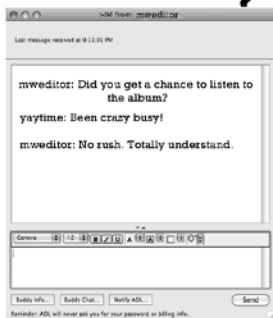 ?
>IM from: mweditor
Last message received at 9:13:01 PM
mweditor: Did you get a chance to listen to
the album?
yaytime: Been crazy busy!
mweditor: No rush. Totally understand.
Geneva 12 B I U A A A
Buddy Info... Buddy Chat... Notify AOL... Send
Reminder: AOL will never ask you for your password or billing info.